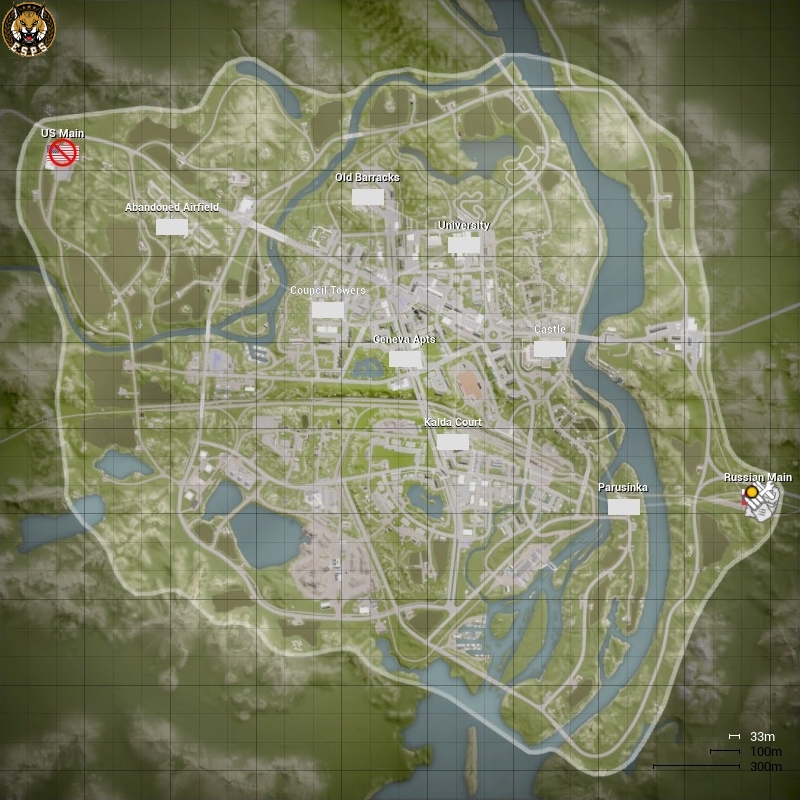 E.S.P.S
US Main
Old Barracks
Abandoned Airfield
University
Council Towers
Castle
Geneva Apts
Kalda Court
Russian Main
Parusinka
33m
100m
300m